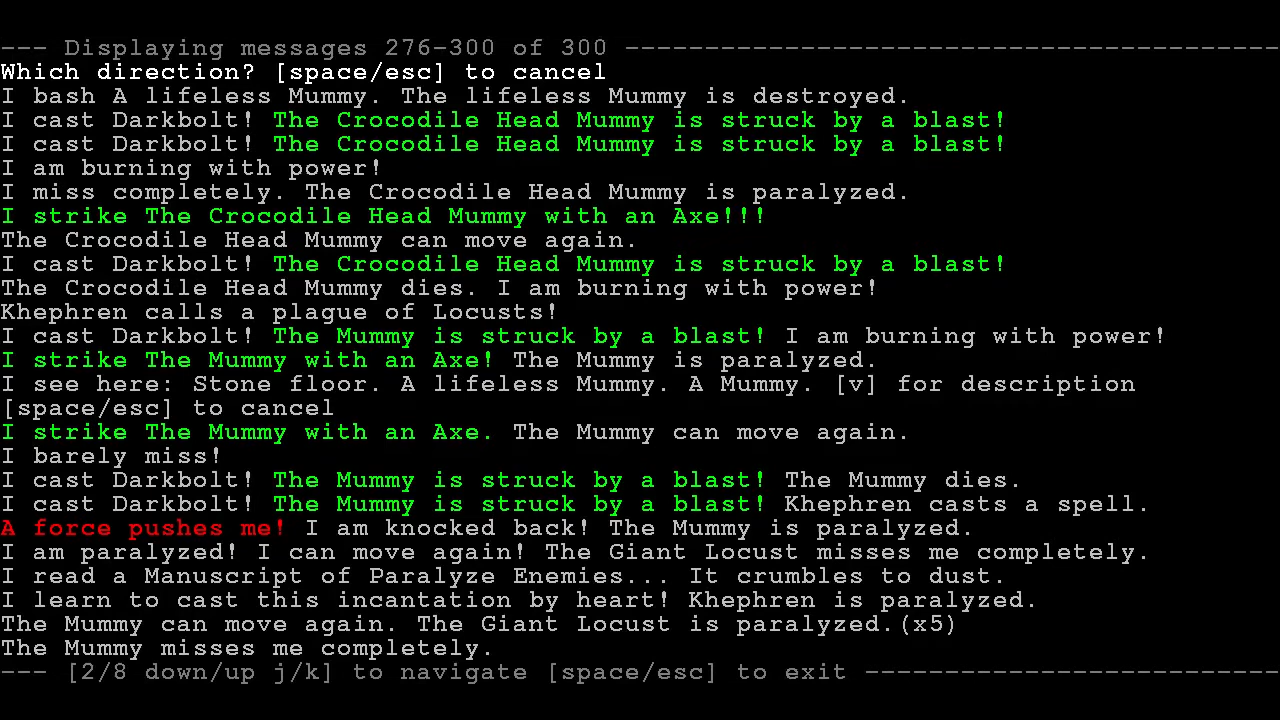 --- Displaying messages 276-300 of 300 -----------------------------------------
Which direction? [space/esc] to cancel
I bash A lifeless Mummy. The lifeless Mummy is destroyed.
I cast Darkbolt! The Crocodile Head Mummy is struck by a blast!
I cast Darkbolt! The Crocodile Head Mummy is struck by a blast!
I am burning with power!
I miss completely. The Crocodile Head Mummy is paralyzed.
I strike The Crocodile Head Mummy with an Axe!!!
The Crocodile Head Mummy can move again.
I cast Darkbolt! The Crocodile Head Mummy is struck by a blast!
The Crocodile Head Mummy dies. I am burning with power!
Khephren calls a plague of Locusts!
I cast Darkbolt! The Mummy is struck by a blast! I am burning with power!
I strike The Mummy with an Axe! The Mummy is paralyzed.
I see here: Stone floor. A lifeless Mummy. A Mummy. [v] for description
[space/esc] to cancel
I strike The Mummy with an Axe. The Mummy can move again.
I barely miss!
I cast Darkbolt! The Mummy is struck by a blast! The Mummy dies.
I cast Darkbolt! The Mummy is struck by a blast! Khephren casts a spell.
A force pushes me! I am knocked back! The Mummy is paralyzed.
I am paralyzed! I can move again! The Giant Locust misses me completely.
I read a Manuscript of Paralyze Enemies... It crumbles to dust.
I learn to cast this incantation by heart! Khephren is paralyzed.
The Mummy can move again. The Giant Locust is paralyzed.(x5)
The Mummy misses me completely.
--- [2/8 down/up j/k] to navigate [space/esc] to exit --------------------------